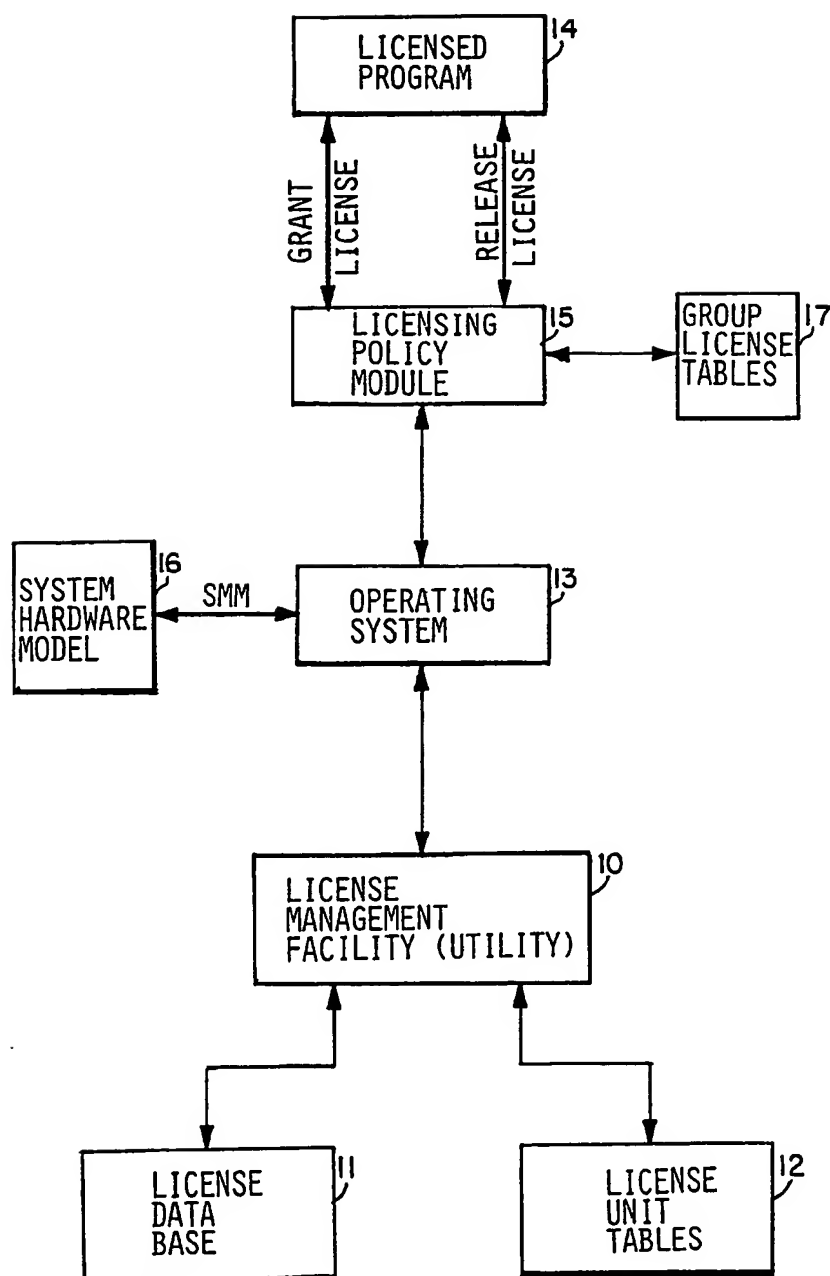 LICENSED
PROGRAM
14
GRANT
LICENSE
RELEASE
LICENSE
LICENSING
POLICY
MODULE
15
GROUP
LICENSE
TABLES
17
SYSTEM
HARDWARE
MODEL
16
SMM
OPERATING
SYSTEM
13
LICENSE
MANAGEMENT
FACILITY (UTILITY)
10
LICENSE
DATA
BASE
11
LICENSE
UNIT
TABLES
12